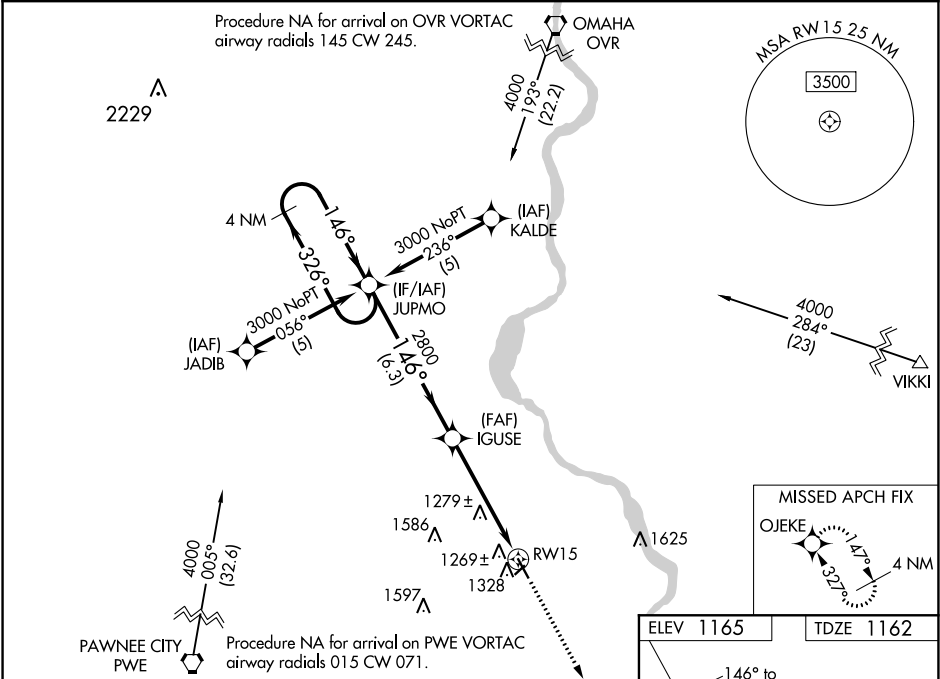 Procedure NA for arrival on OVR VORTAC
airway radials 145 CW 245.
OMAHA
OVR
4000
193°
(22.2)
MSA RW15 25 NM
3500
2229
4 NM
146°
326°
3000 NoPT
236°
(5)
(IAF)
KALDE
(IF/IAF)
JUPMO
3000 NoPT
056°
(5)
(IAF)
JADIB
2800
146°
(6.3)
4000
284°
(23)
VIKKI
(FAF)
IGUSE
1279 ±
1586
1269 ±
1328
RW15
1625
1597
MISSED APCH FIX
OJEKE
147°
327°
4 NM
4000
005°
(32.6)
PAWNEE CITY
PWE
Procedure NA for arrival on PWE VORTAC
airway radials 015 CW 071.
ELEV 1165
TDZE 1162
146° to